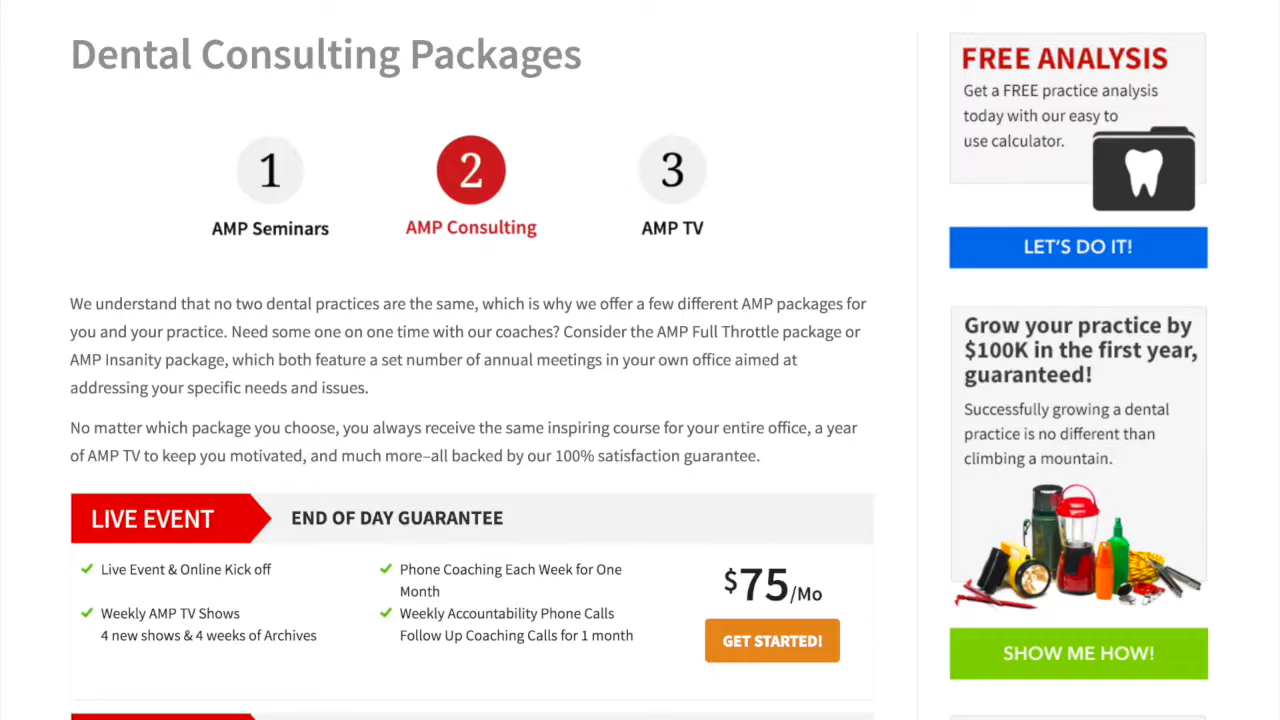 Dental Consulting Packages
1
2
3
AMP Seminars
AMP Consulting
AMP TV
We understand that no two dental practices are the same, which is why we offer a few different AMP packages for
you and your practice. Need some one on one time with our coaches? Consider the AMP Full Throttle package or
AMP Insanity package, which both feature a set number of annual meetings in your own office aimed at
addressing your specific needs and issues.
No matter which package you choose, you always receive the same inspiring course for your entire office, a year
of AMP TV to keep you motivated, and much more–all backed by our 100% satisfaction guarantee.
LIVE EVENT
END OF DAY GUARANTEE
Live Event & Online Kick off
Weekly AMP TV Shows
4 new shows & 4 weeks of Archives
Phone Coaching Each Week for One
Month
Weekly Accountability Phone Calls
Follow Up Coaching Calls for 1 month
$75/Mo
GET STARTED!
FREE ANALYSIS
Get a FREE practice analysis
today with our easy to
use calculator.
LET'S DO IT!
Grow your practice by
$100K in the first year,
guaranteed!
Successfully growing a dental
practice is no different than
climbing a mountain.
SHOW ME HOW!